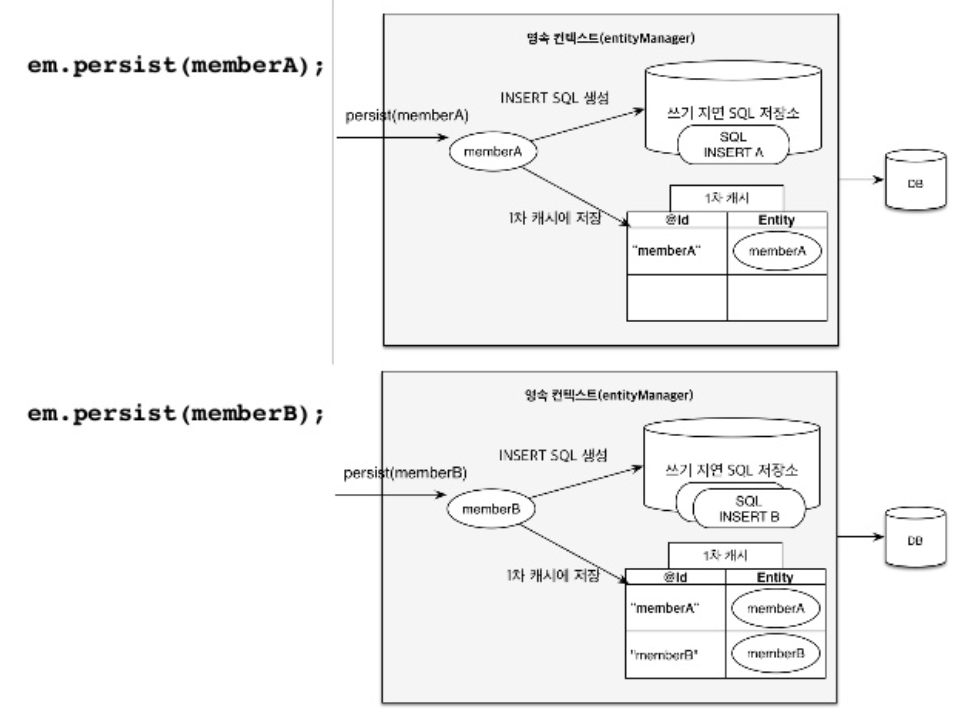 em.persist(memberA);
영속 컨텍스트(entityManager)
INSERT SQL 생성
쓰기 지연 SQL 저장소
persist(memberA)
SQL
INSERT A
memberA
DB
1차 캐시
1차 캐시에 저장
@Id
Entity
"memberA"
memberA
em.persist(memberB);
영속 컨텍스트(entityManager)
INSERT SQL 생성
쓰기 지연 SQL 저장소
persist(memberB)
SQL
INSERT B
memberB
DB
1차 캐시
1차 캐시에 저장
@Id
Entity
"memberA"
memberA
"memberB"
memberB